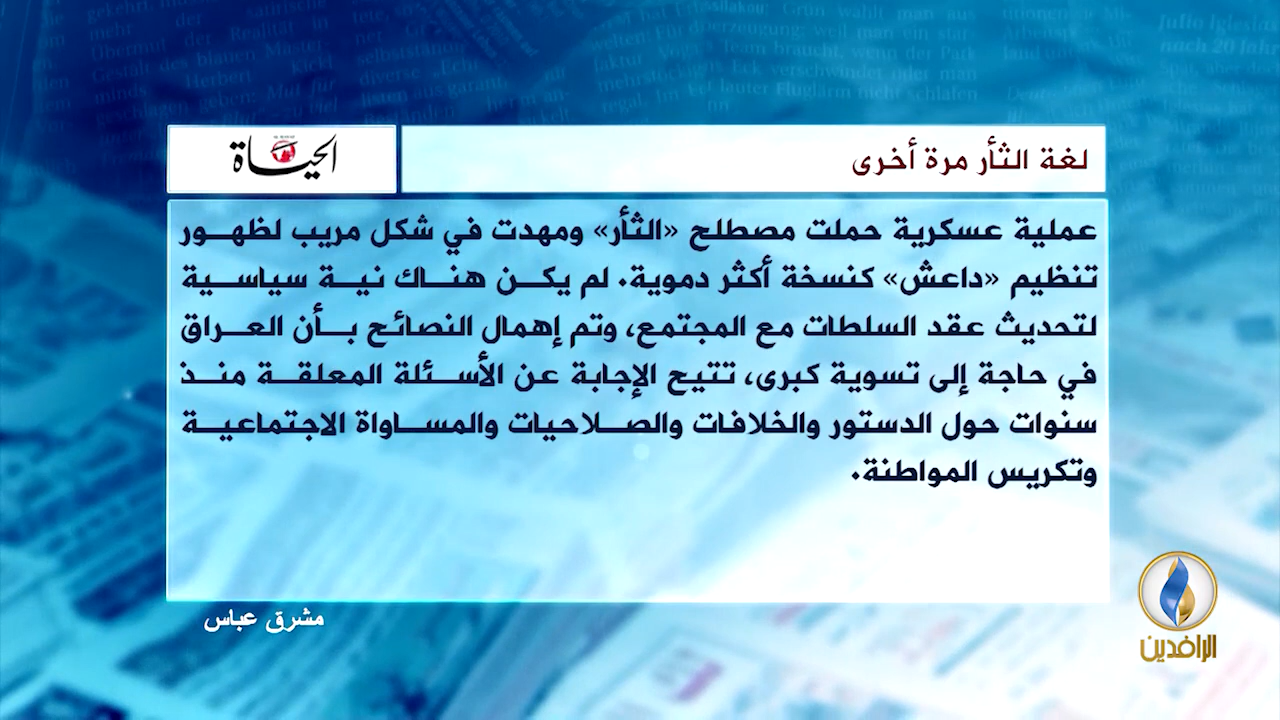 الحياة
لغة الثأر مرة أخرى
عملية عسكرية حملت مصطلح «الثأر» ومهدت في شكل مريب لظهور
تنظيم «داعش» كنسخة أكثر دموية. لم يكن هناك نية سياسية
لتحديث عقد السلطات مع المجتمع، وتم إهمال النصائح بأن العراق
في حاجة إلى تسوية كبرى، تتيح الإجابة عن الأسئلة المعلقة منذ
سنوات حول الدستور والخلافات والصلاحيات والمساواة الاجتماعية
وتكريس المواطنة.
مشرق عباس
الرافدين